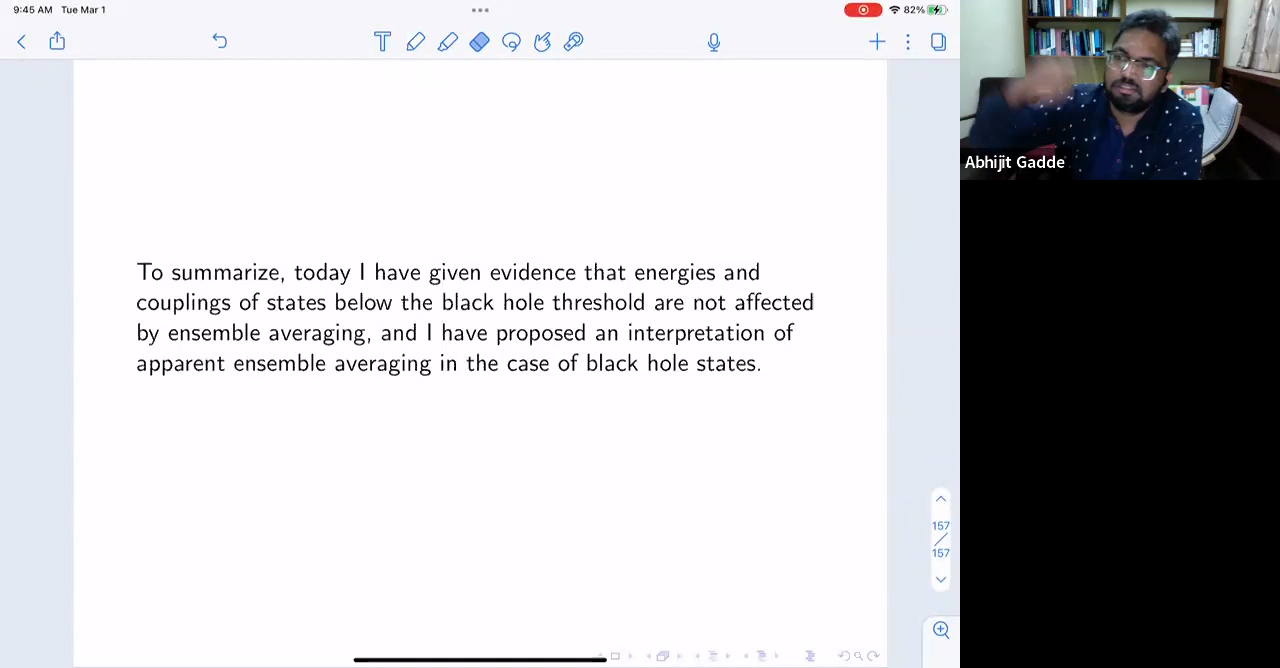 9:45 AM Tue Mar 1
82%
To summarize, today I have given evidence that energies and
couplings of states below the black hole threshold are not affected
by ensemble averaging, and I have proposed an interpretation of
apparent ensemble averaging in the case of black hole states.
157
157
Abhijit Gadde